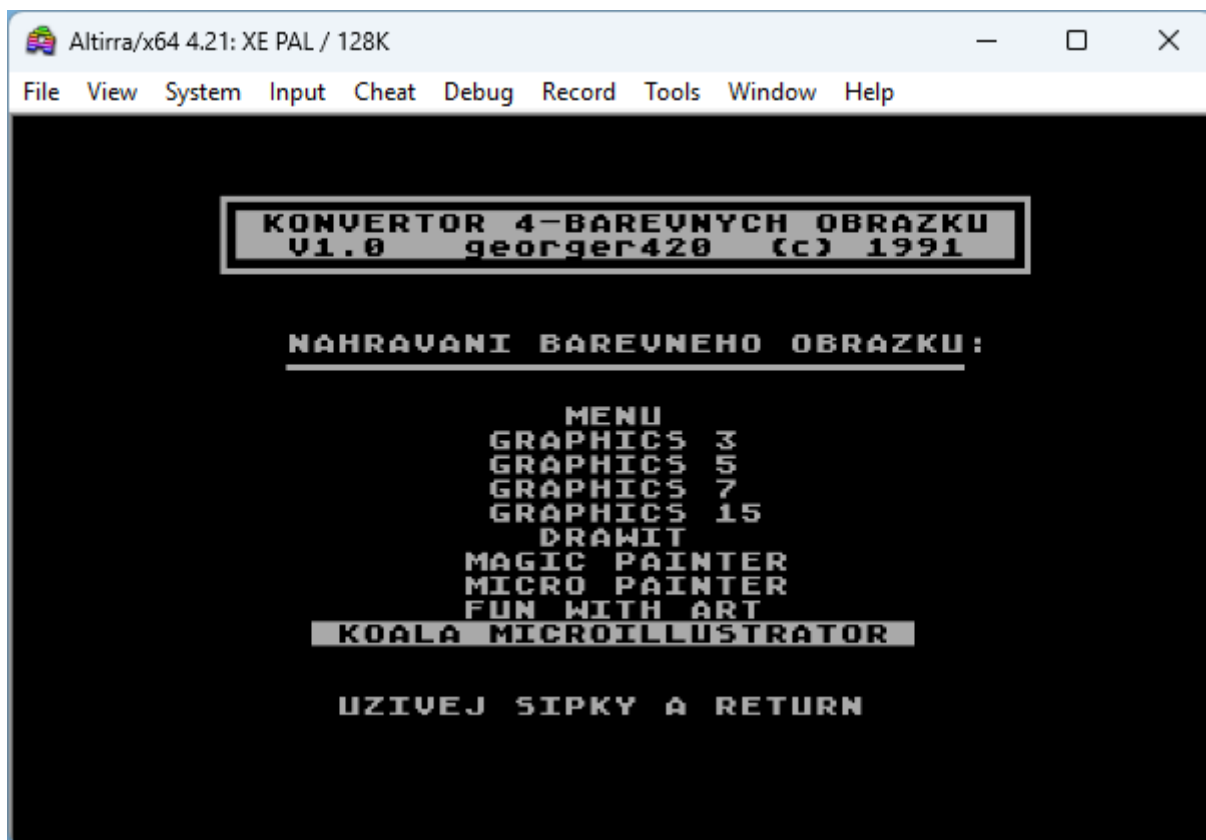 Altirra/x64 4.21: XE PAL / 128K
File View System Input Cheat Debug Record Tools Window Help
KONVERTOR 4-BAREVNYCH OBRAZKU
V1.0 georger420 (c) 1991
NAHRAVANI BAREVNEHO OBRAZKU:
MENU
GRAPHICS 3
GRAPHICS 5
GRAPHICS 7
GRAPHICS 15
DRAWIT
MAGIC PAINTER
MICRO PAINTER
FUN WITH ART
KOALA MICROILLUSTRATOR
UZIVEJ SIPKY A RETURN